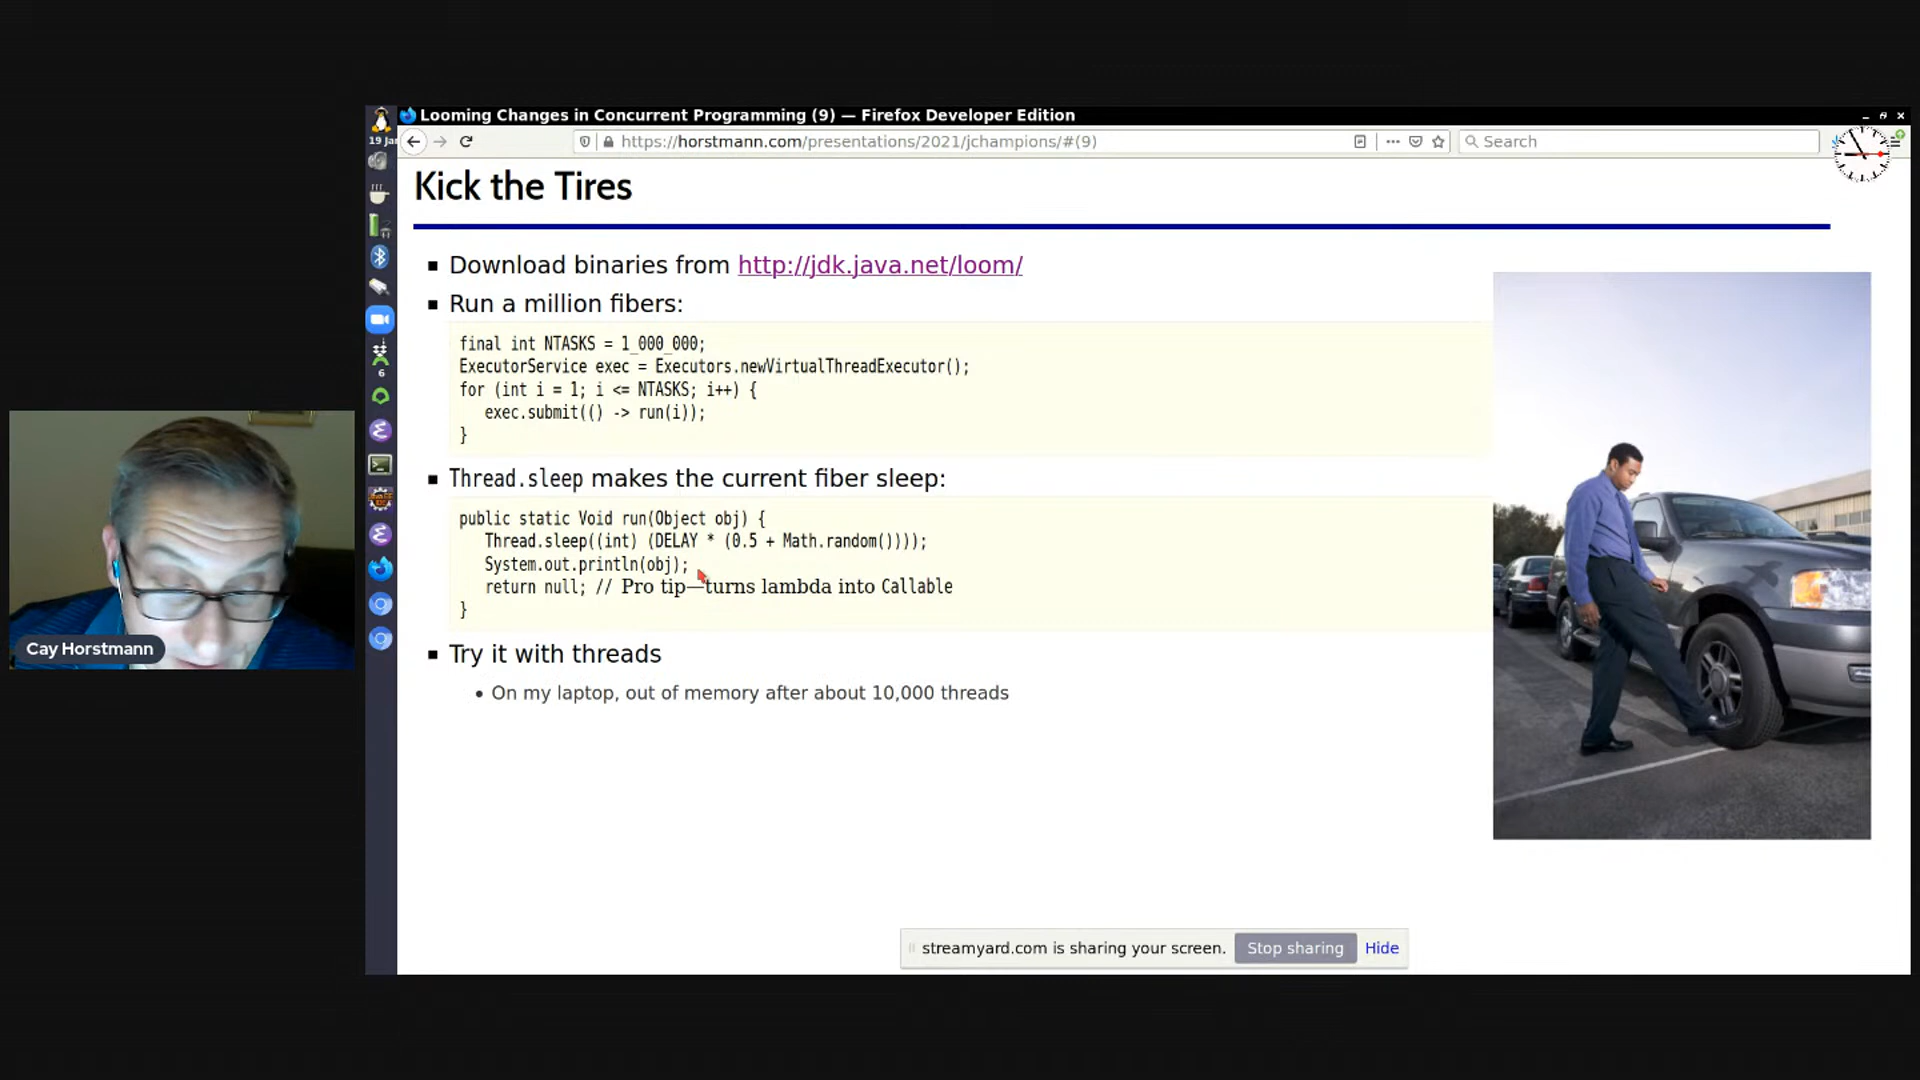 Looming Changes in Concurrent Programming (9) — Firefox Developer Edition
19 Jan
https://horstmann.com/presentations/2021/jchampions/#(9)
Search
Kick the Tires
Download binaries from http://jdk.java.net/loom/
Run a million fibers:
final int NTASKS = 1_000_000;
ExecutorService exec = Executors.newVirtualThreadExecutor();
for (int i = 1; i <= NTASKS; i++) {
exec.submit(() -> run(i));
}
Thread.sleep makes the current fiber sleep:
public static Void run(Object obj) {
Thread.sleep((int) (DELAY * (0.5 + Math.random())));
System.out.println(obj);
return null; // Pro tip—turns lambda into Callable
}
Try it with threads
On my laptop, out of memory after about 10,000 threads
6
Cay Horstmann
streamyard.com is sharing your screen. Stop sharing Hide